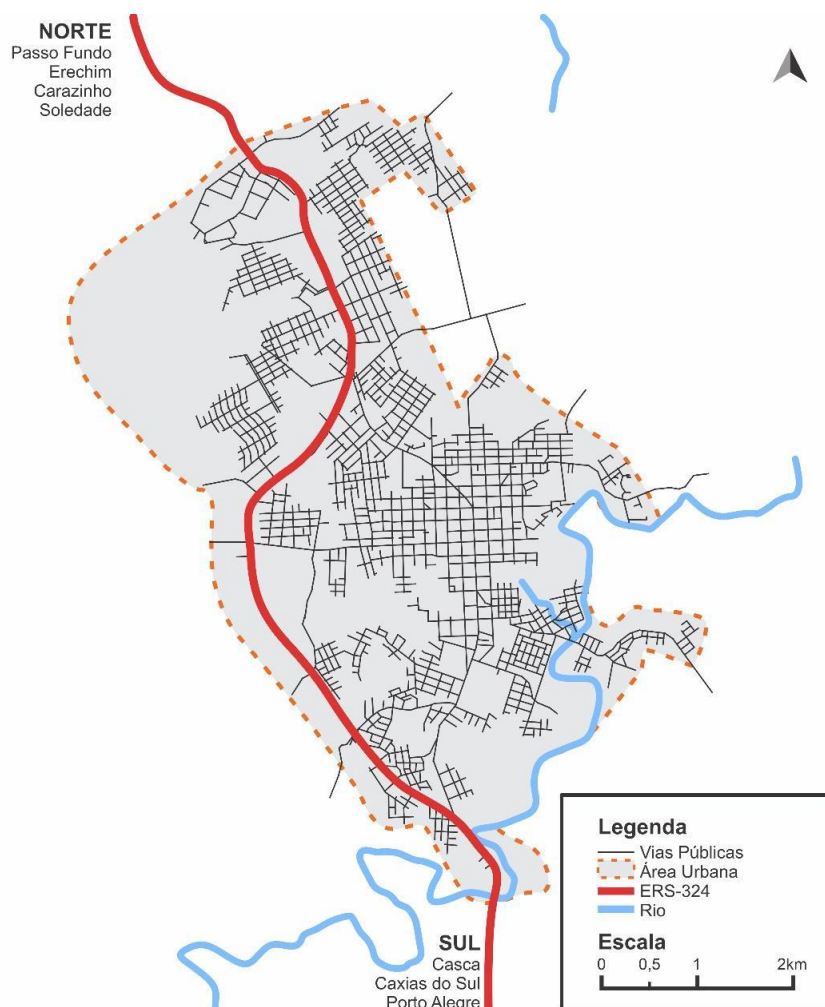 NORTE
Passo Fundo
Erechim
Carazinho
Soledade
SUL
Casca
Caxias do Sul
Porto Alegre
Legenda
Vias Públicas
Área Urbana
ERS-324
Rio
Escala
0 0,5 1 2km